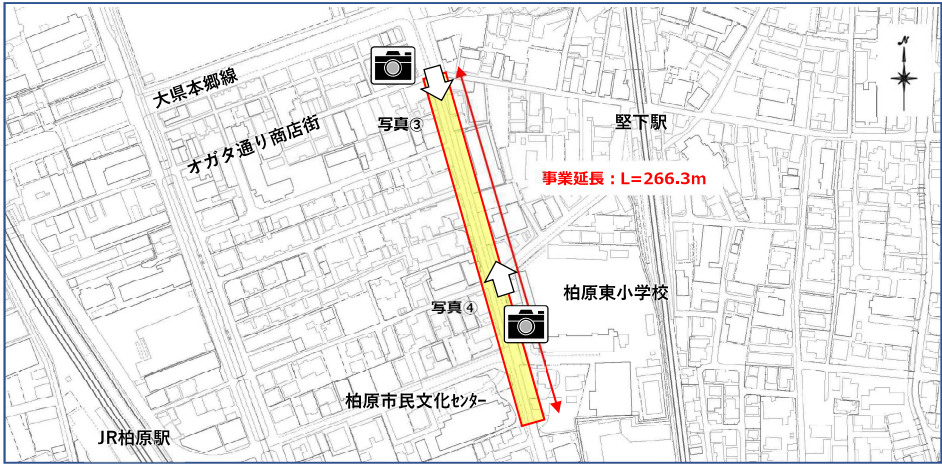 N
大県本郷線
オガタ通り商店街
写真③
堅下駅
事業延長:L=266.3m
柏原東小学校
写真④
柏原市民文化センター
JR柏原駅